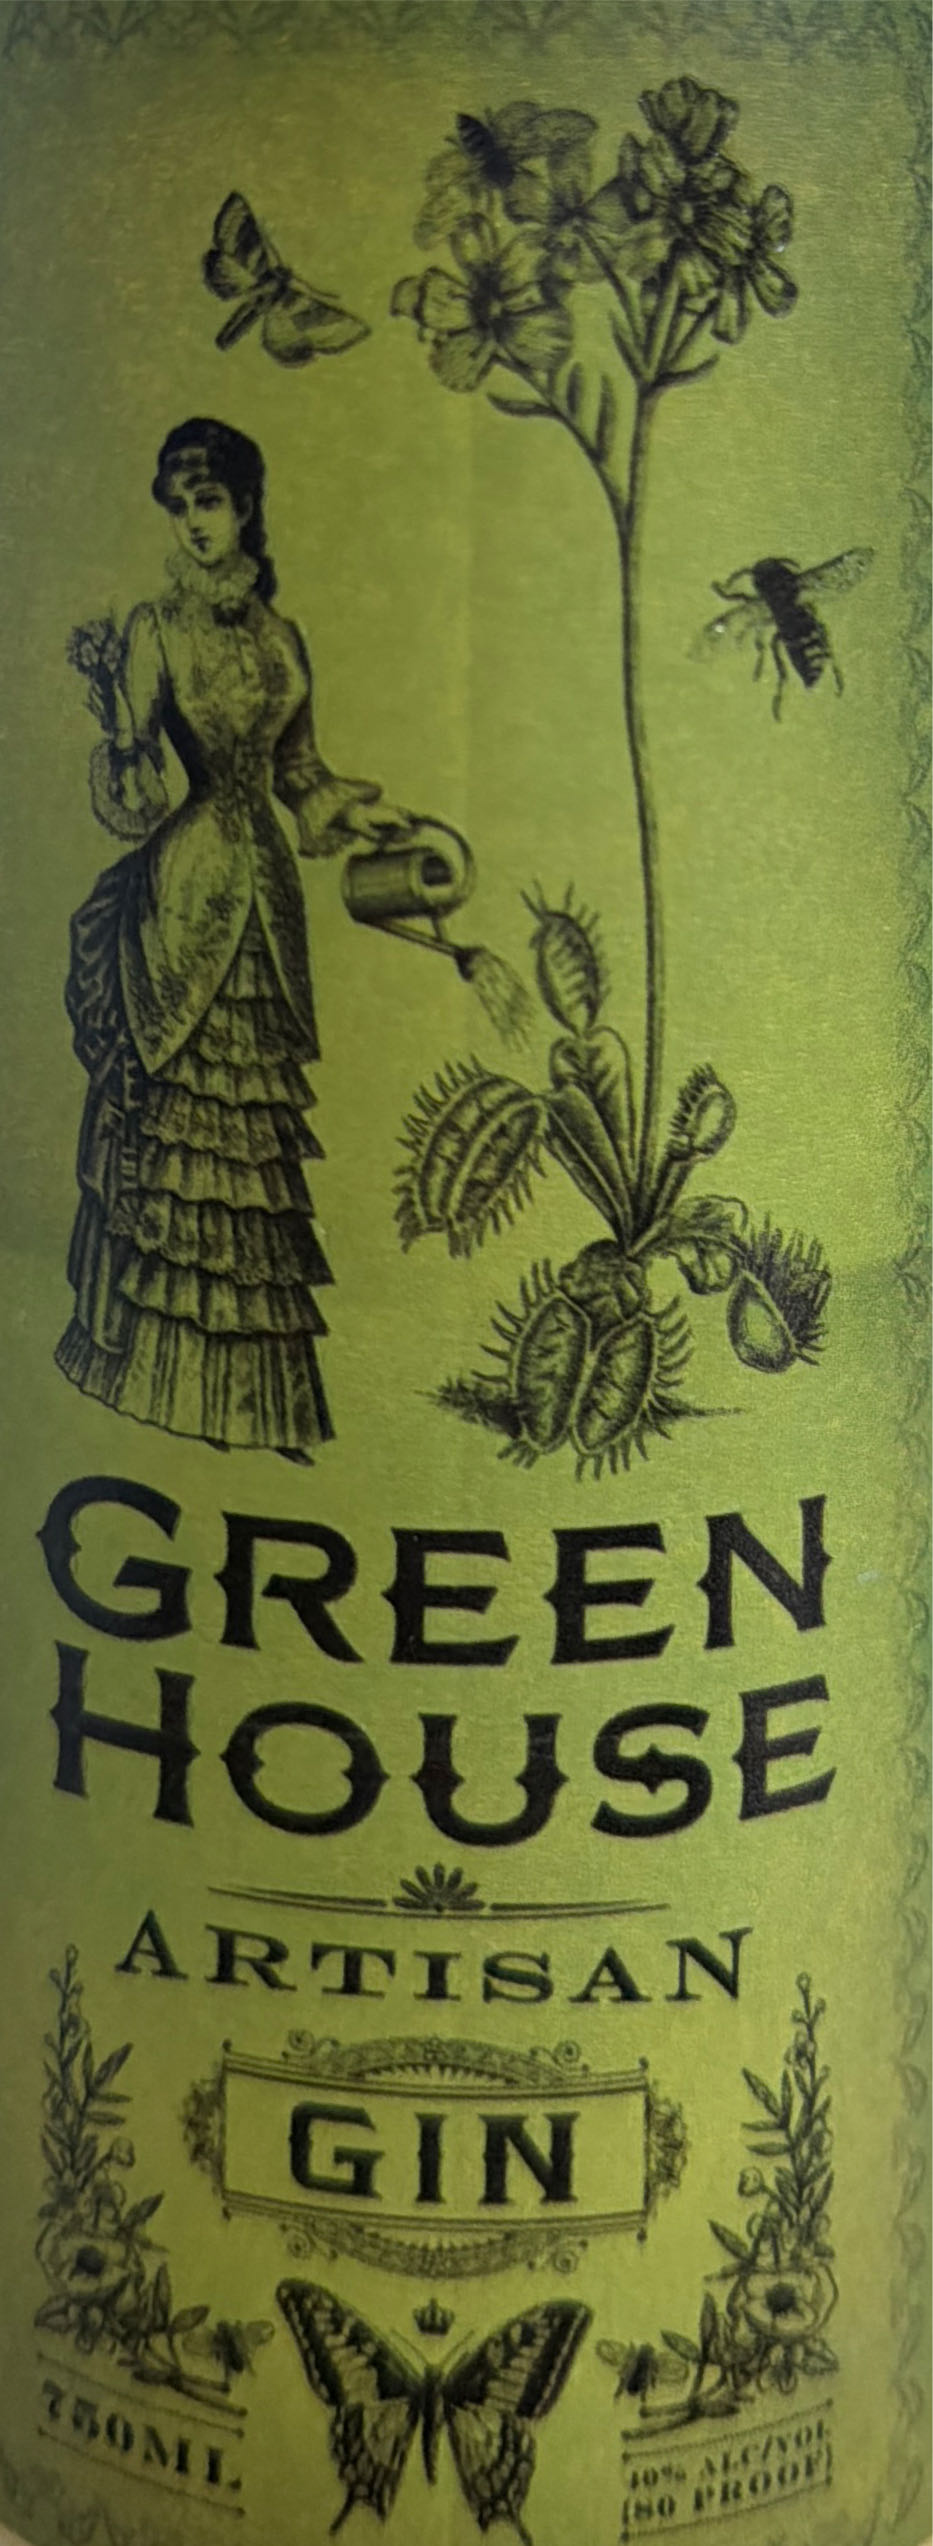 GREEN
HOUSE
ARTISAN
GIN
750ML
40% ALC/VOL
(80 PROOF)